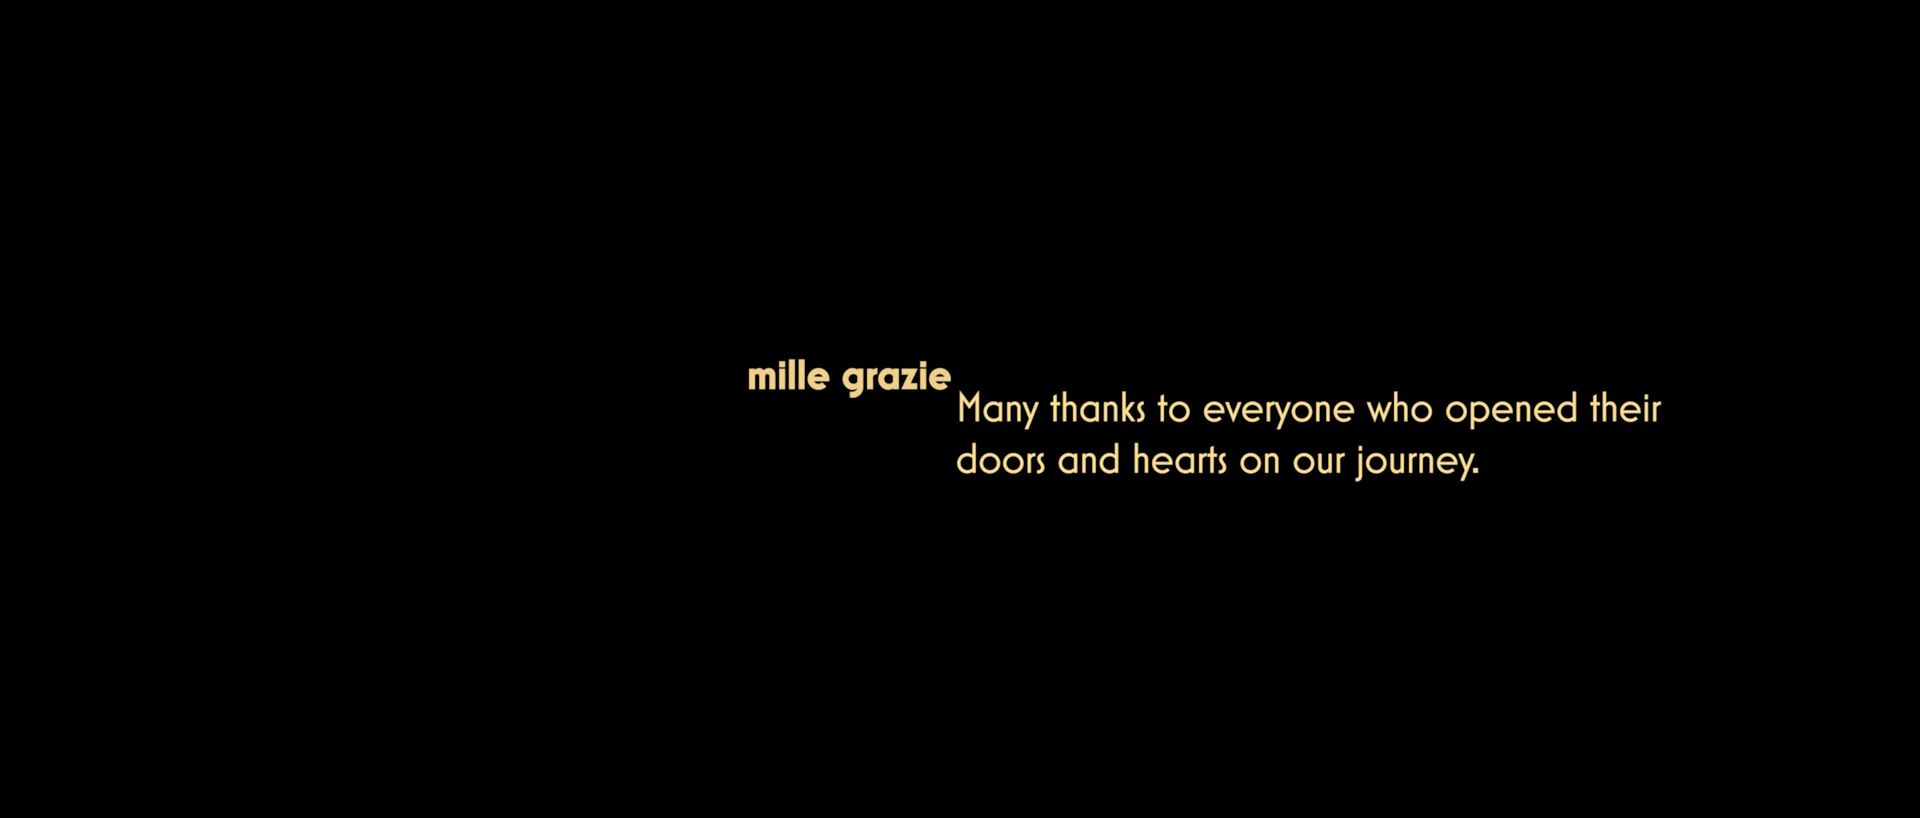 mille grazie
Many thanks to everyone who opened their
doors and hearts on our journey.